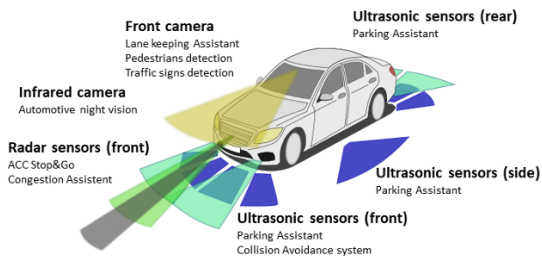 Front camera
Lane keeping Assistant
Pedestrians detection
Traffic signs detection
Ultrasonic sensors (rear)
Parking Assistant
Infrared camera
Automotive night vision
Radar sensors (front)
ACC Stop&Go
Congestion Assistent
Ultrasonic sensors (side)
Parking Assistant
Ultrasonic sensors (front)
Parking Assistant
Collision Avoidance system